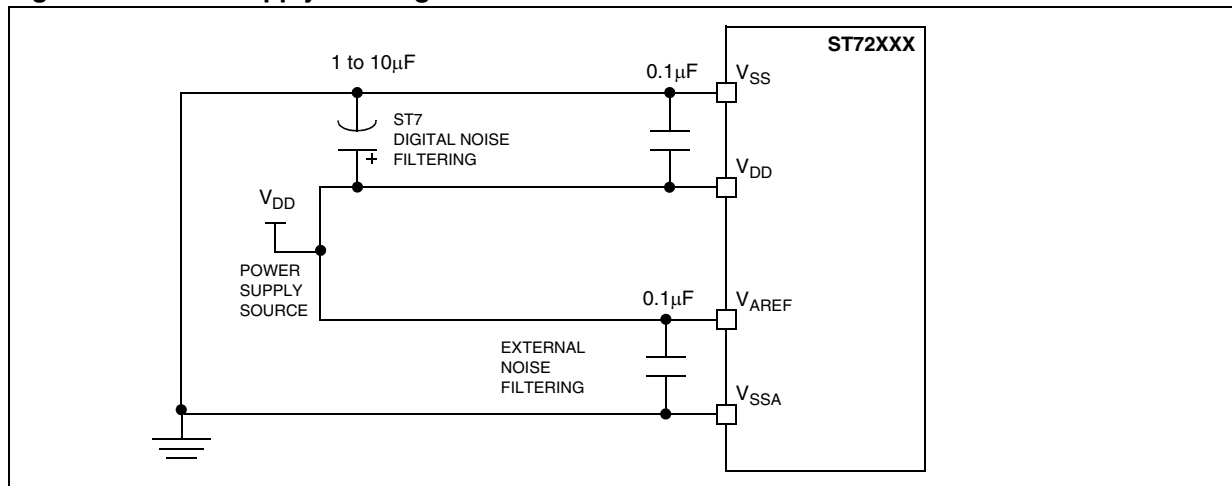 ST72XXX
1 to 10μF
0.1μF
VSS
ST7
DIGITAL NOISE
FILTERING
+
VDD
VDD
POWER
SUPPLY
SOURCE
0.1μF
VAREF
EXTERNAL
NOISE
FILTERING
VSSA